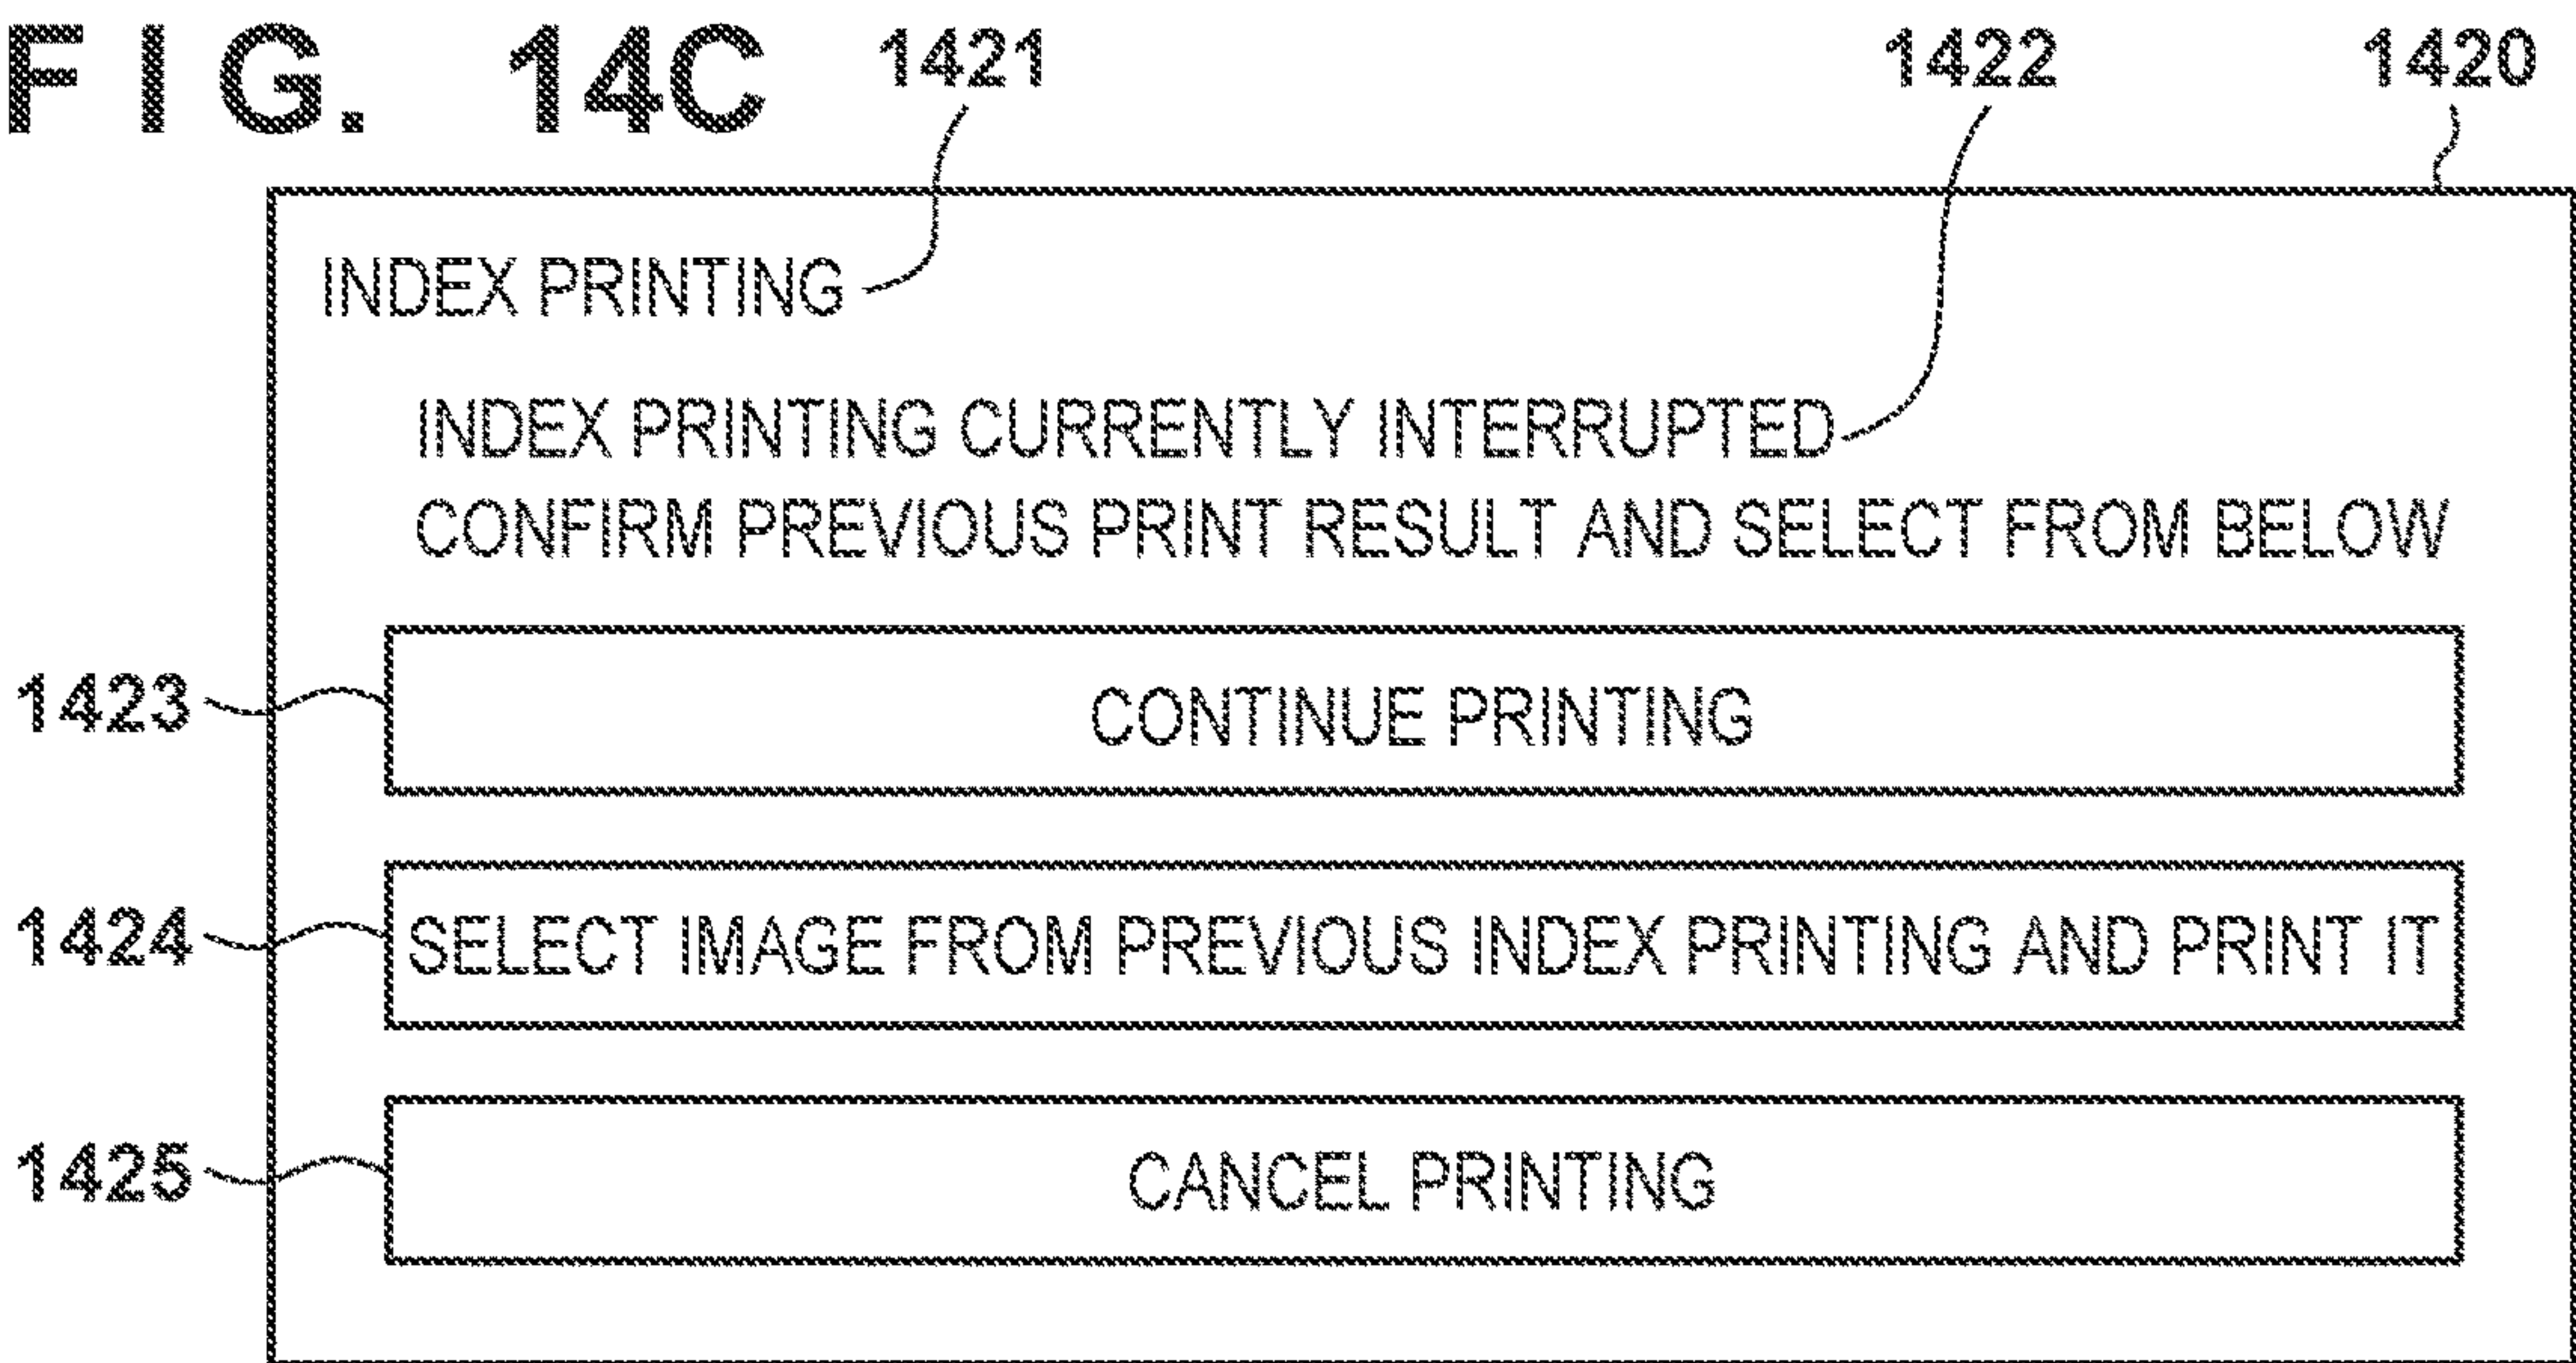 FIG. 14C 1421 1422 1420
INDEX PRINTING
INDEX PRINTING CURRENTLY INTERRUPTED
CONFIRM PREVIOUS PRINT RESULT AND SELECT FROM BELOW
1423 CONTINUE PRINTING
1424 SELECT IMAGE FROM PREVIOUS INDEX PRINTING AND PRINT IT
1425 CANCEL PRINTING